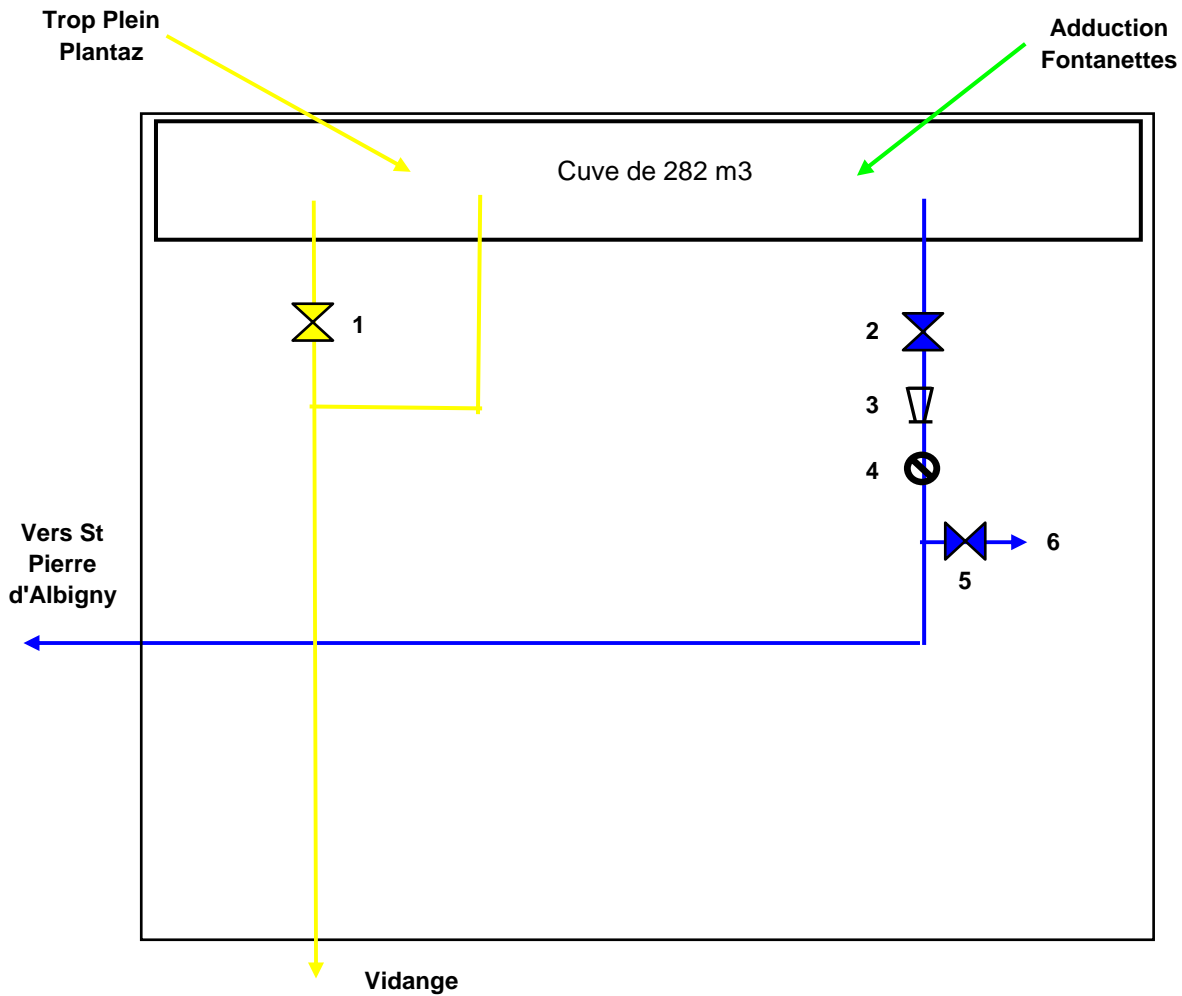 Trop Plein
Plantaz
Adduction
Fontanettes
Cuve de 282 m3
1
2
3
4
5
6
Vers St
Pierre
d'Albigny
Vidange